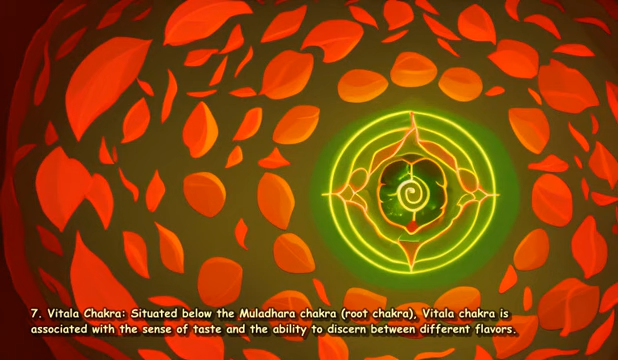 7. Vitala Chakra: Situated below the Muladhara chakra (root chakra), Vitala chakra is
associated with the sense of taste and the ability to discern between different flavors.